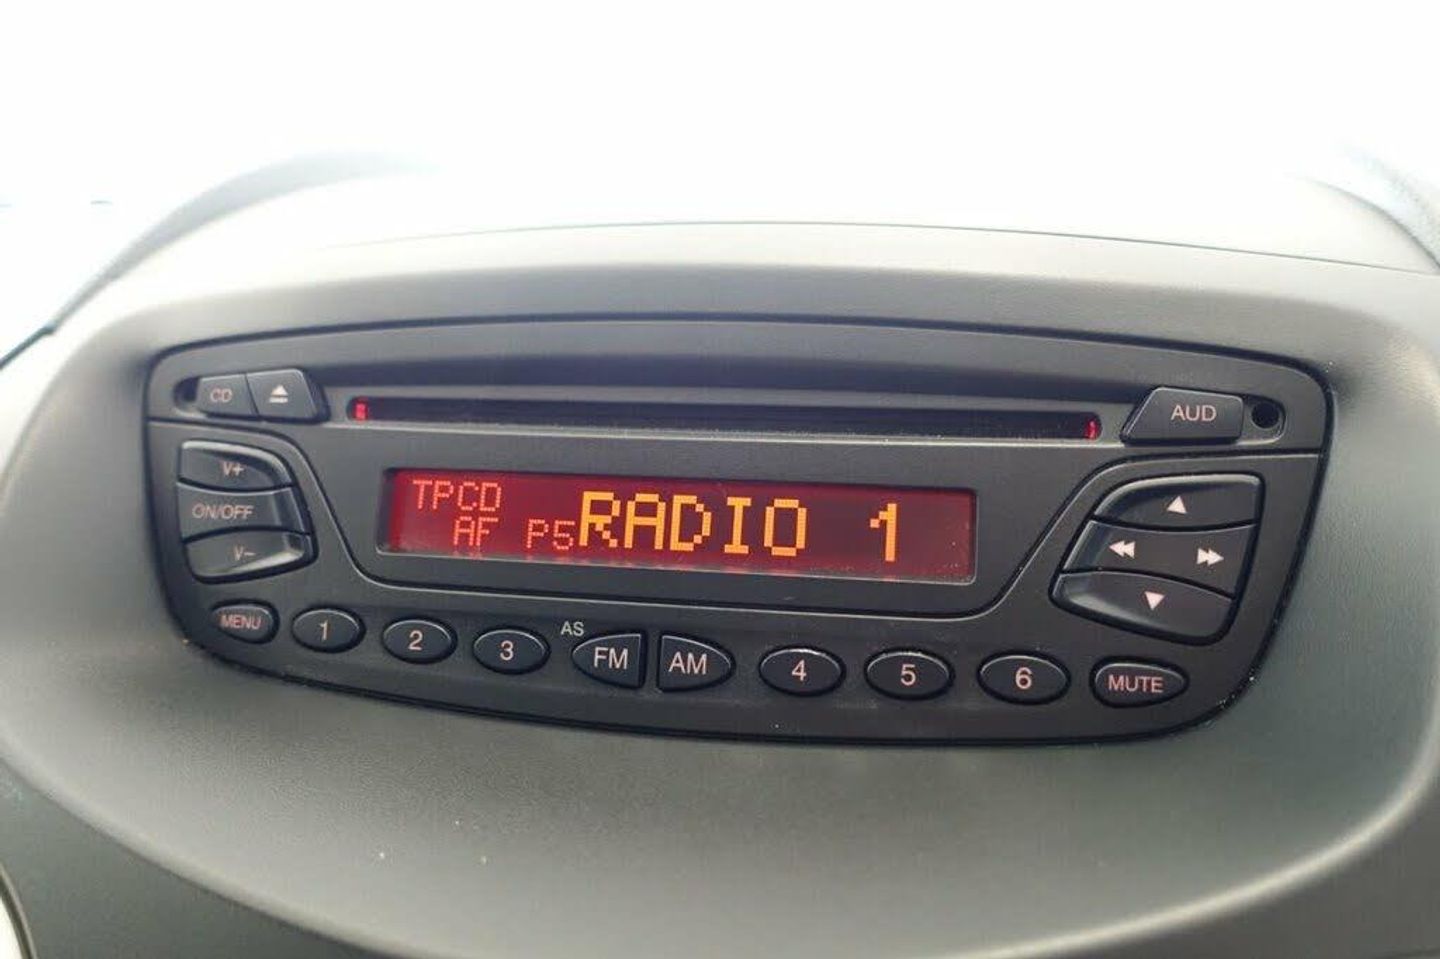 CD
AUD
V+
ON/OFF
V-
TPCD
AF P5 RADIO 1
MENU 1 2 3 AS FM AM 4 5 6 MUTE